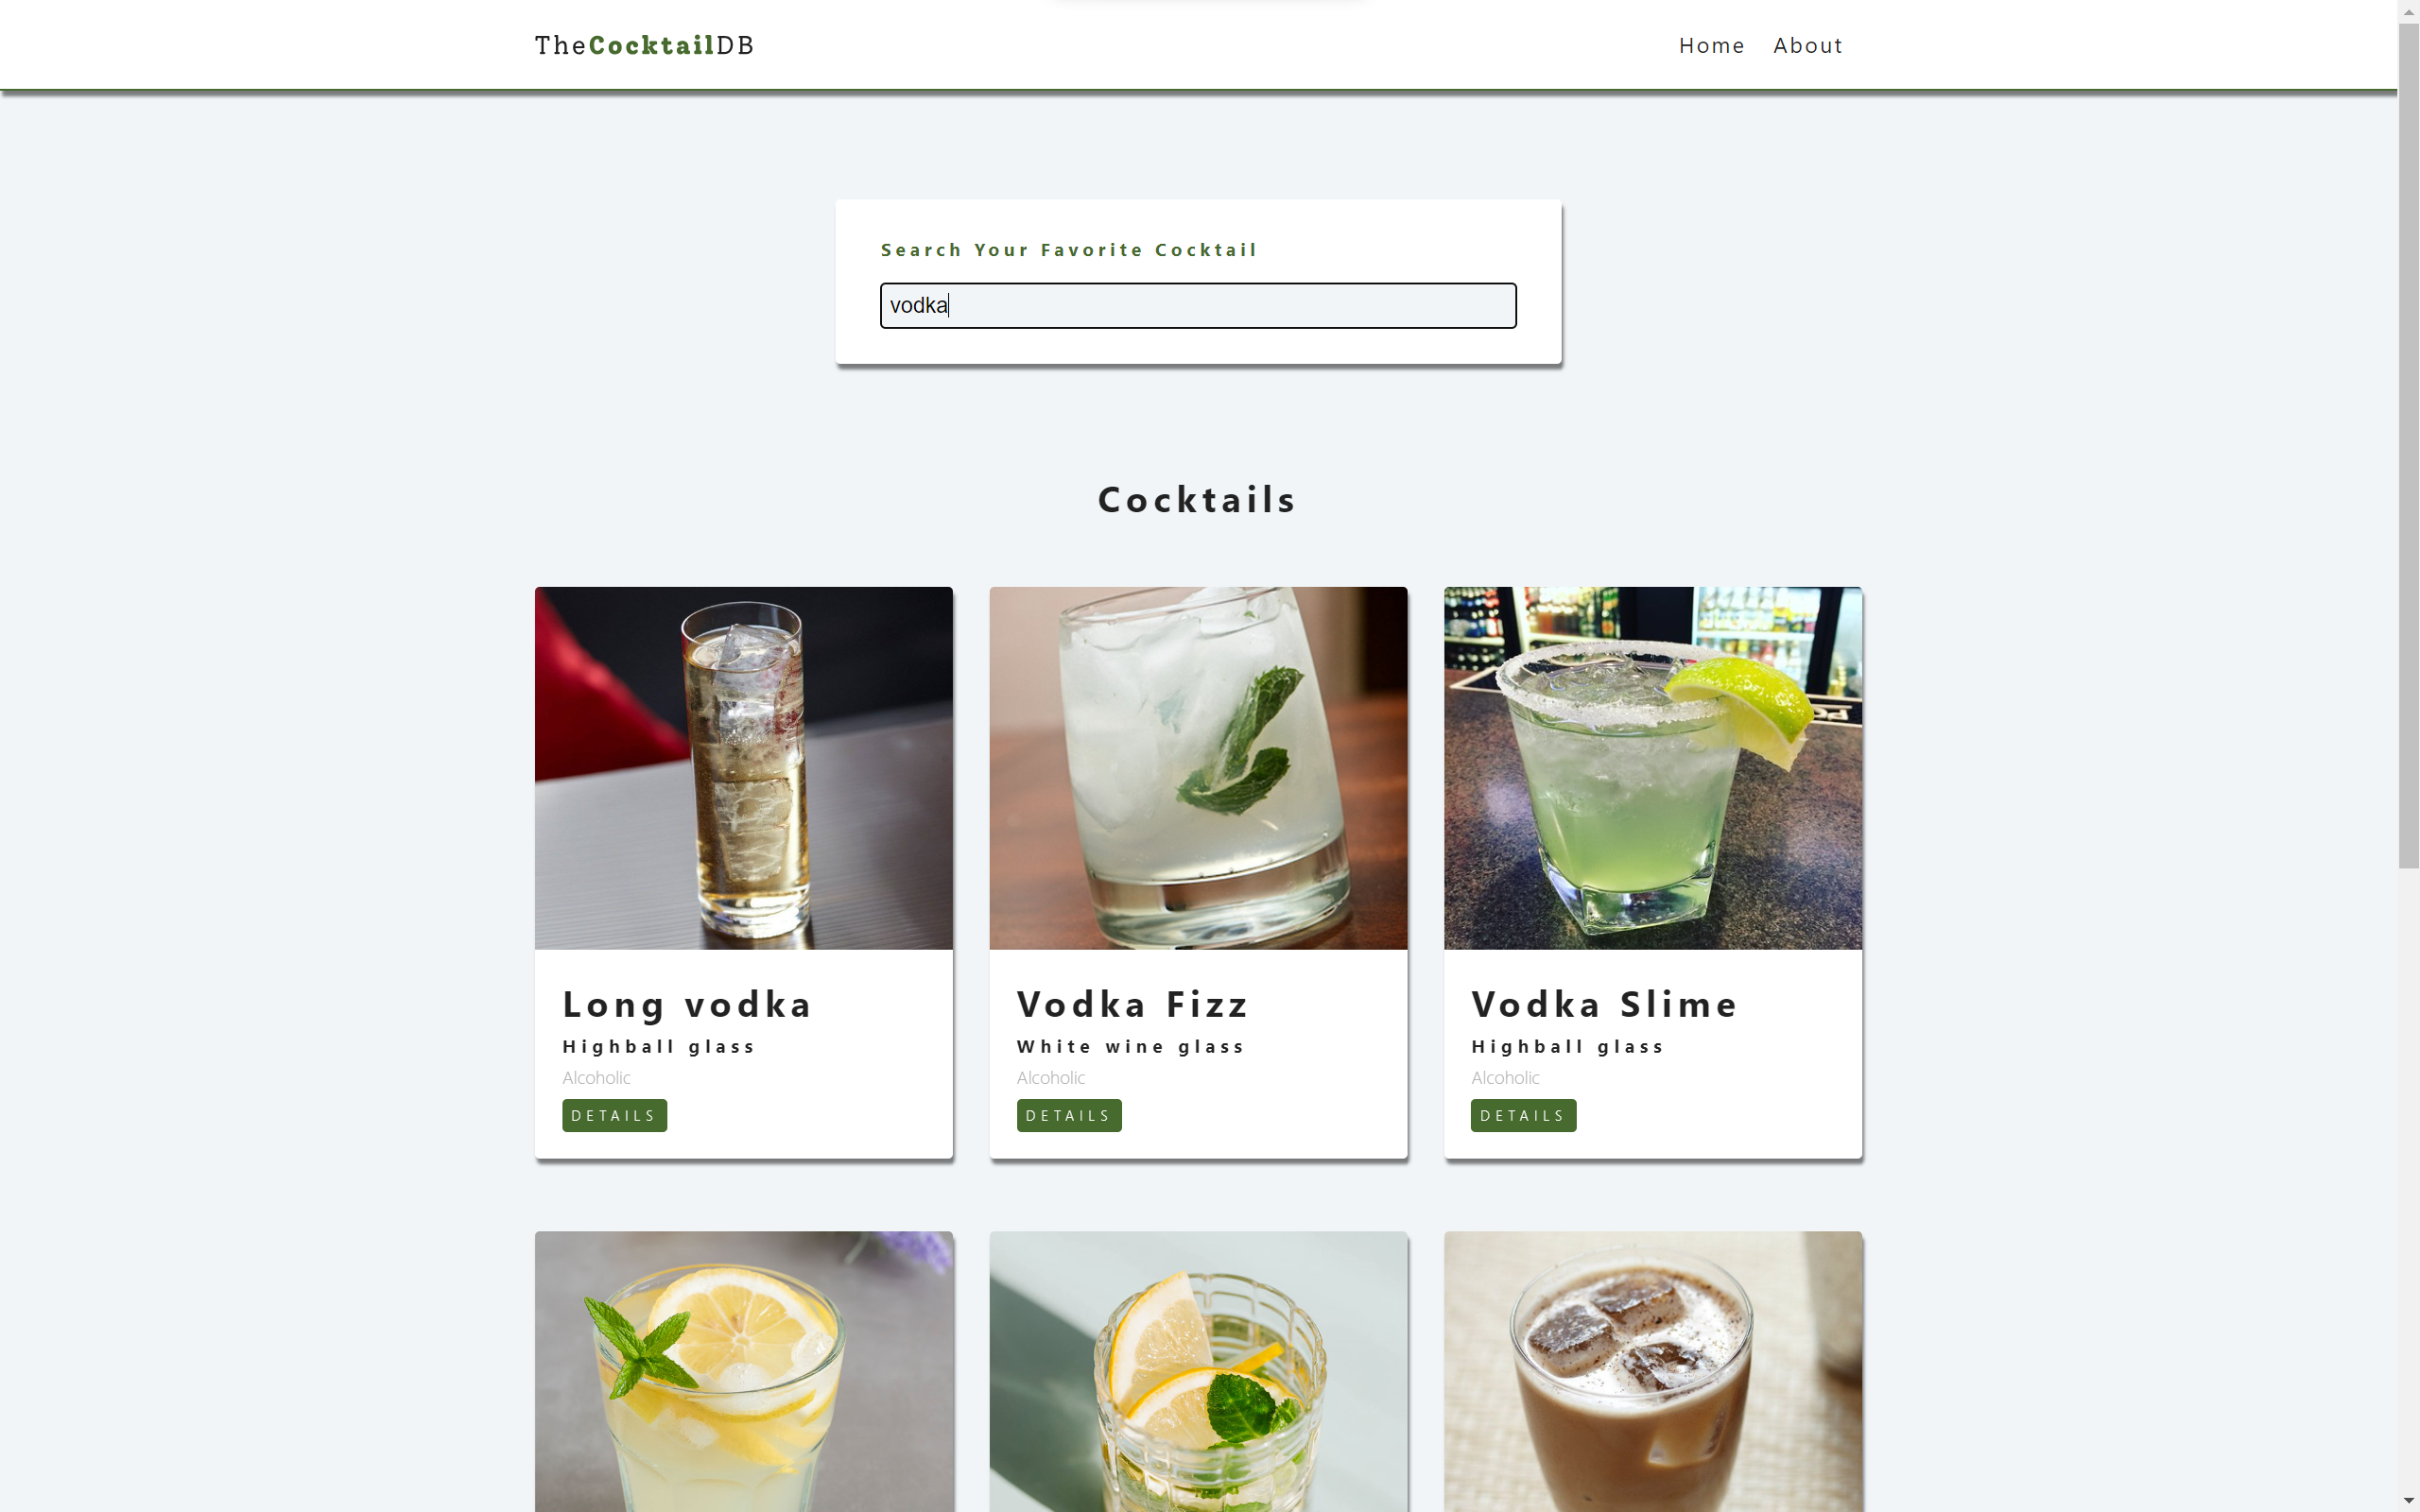 TheCocktailDB
Home About
Search Your Favorite Cocktail
vodka
Cocktails
Long vodka
Highball glass
Alcoholic
DETAILS
Vodka Fizz
White wine glass
Alcoholic
DETAILS
Vodka Slime
Highball glass
Alcoholic
DETAILS